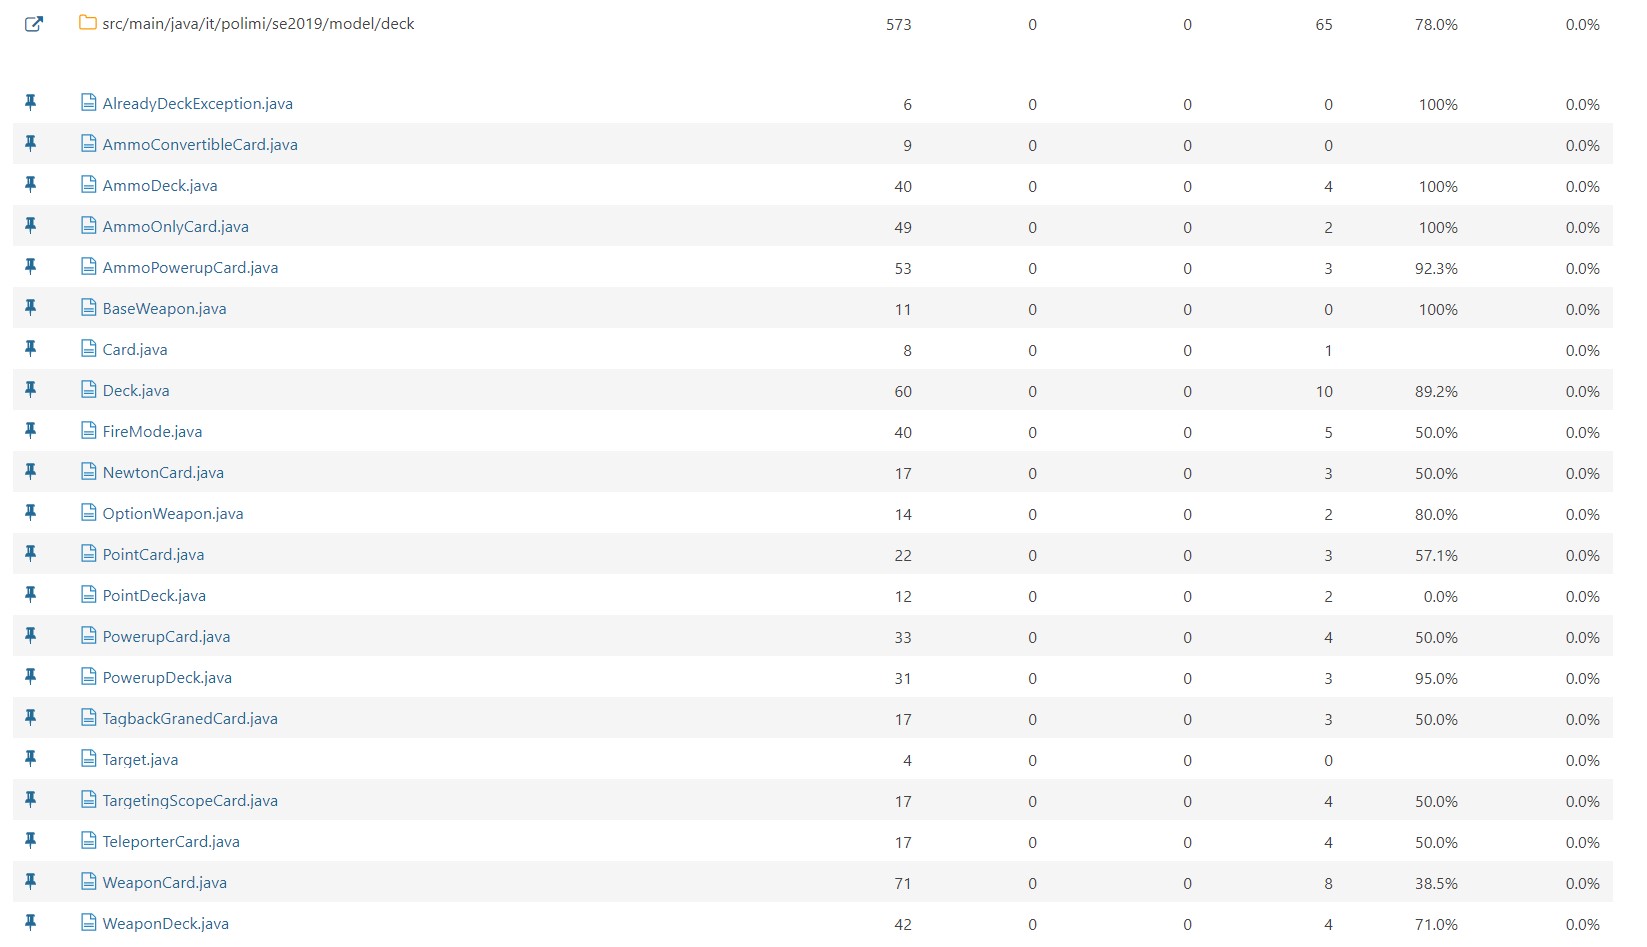 src/main/java/it/polimi/se2019/model/deck 573 0 0 65 78.0% 0.0%
AlreadyDeckException.java 6 0 0 0 100% 0.0%
AmmoConvertibleCard.java 9 0 0 0 0.0%
AmmoDeck.java 40 0 0 4 100% 0.0%
AmmoOnlyCard.java 49 0 0 2 100% 0.0%
AmmoPowerupCard.java 53 0 0 3 92.3% 0.0%
BaseWeapon.java 11 0 0 0 100% 0.0%
Card.java 8 0 0 1 0.0%
Deck.java 60 0 0 10 89.2% 0.0%
FireMode.java 40 0 0 5 50.0% 0.0%
NewtonCard.java 17 0 0 3 50.0% 0.0%
OptionWeapon.java 14 0 0 2 80.0% 0.0%
PointCard.java 22 0 0 3 57.1% 0.0%
PointDeck.java 12 0 0 2 0.0% 0.0%
PowerupCard.java 33 0 0 4 50.0% 0.0%
PowerupDeck.java 31 0 0 3 95.0% 0.0%
TagbackGranedCard.java 17 0 0 3 50.0% 0.0%
Target.java 4 0 0 0 0.0%
TargetingScopeCard.java 17 0 0 4 50.0% 0.0%
TeleporterCard.java 17 0 0 4 50.0% 0.0%
WeaponCard.java 71 0 0 8 38.5% 0.0%
WeaponDeck.java 42 0 0 4 71.0% 0.0%